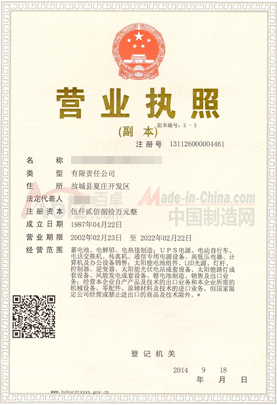 营业执照
(副 本) 副本编号：2 - 2
注册号 131126000004461
名称
类型 有限责任公司
住所 故城县夏庄开发区
法定代表人
注册资本 伍仟贰佰捌拾万元整
成立日期 1987年04月22日
营业期限 2002年02月23日 至 2022年02月22日
经营范围 蓄电池、电解铅、电热毯制造；UPS电源、电动自行车、
电话交换机、传真机、通信专用电源设备、高低压电器、计
算机及办公设备销售；太阳能电池组件、LED光源、灯杆、
控制器、逆变器、太阳能光伏电站成套设备、太阳能路灯成
套设备、风能发电成套设备、锂电池制造、销售及出口业
务；经营本企业自产产品及技术的出口业务和本企业所需的
机械设备、零配件、原辅材料及技术的进口业务，但国家限定
公司经营或禁止进出口的商品及技术除外。
Made-in-China.com
中国制造网
登记机关
2014 9 18
年 月 日